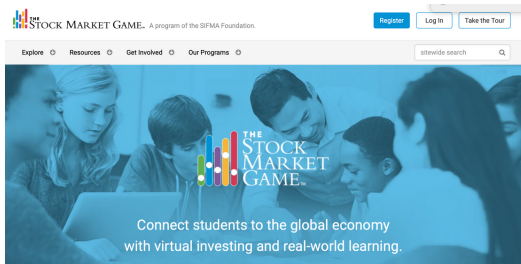 THE
STOCK MARKET GAME™ A program of the SIFMA Foundation.
Register
Log In
Take the Tour
Explore
Resources
Get Involved
Our Programs
sitewide search
THE
STOCK
MARKET
GAME™
Connect students to the global economy
with virtual investing and real-world learning.